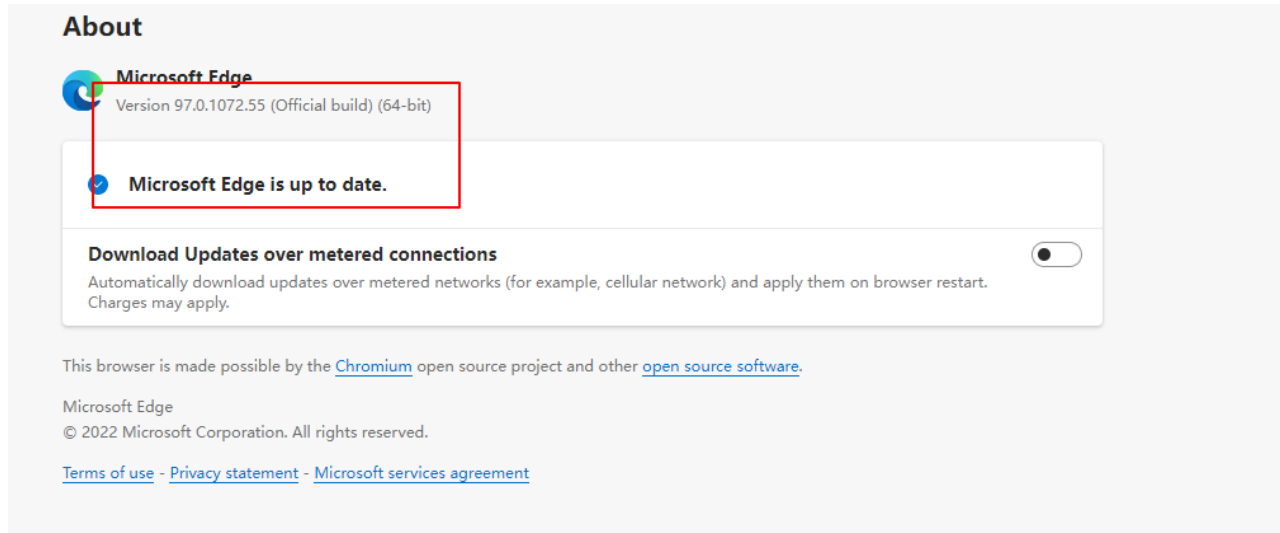 About
Microsoft Edge
Version 97.0.1072.55 (Official build) (64-bit)
Microsoft Edge is up to date.
Download Updates over metered connections
Automatically download updates over metered networks (for example, cellular network) and apply them on browser restart.
Charges may apply.
This browser is made possible by the Chromium open source project and other open source software.
Microsoft Edge
© 2022 Microsoft Corporation. All rights reserved.
Terms of use - Privacy statement - Microsoft services agreement